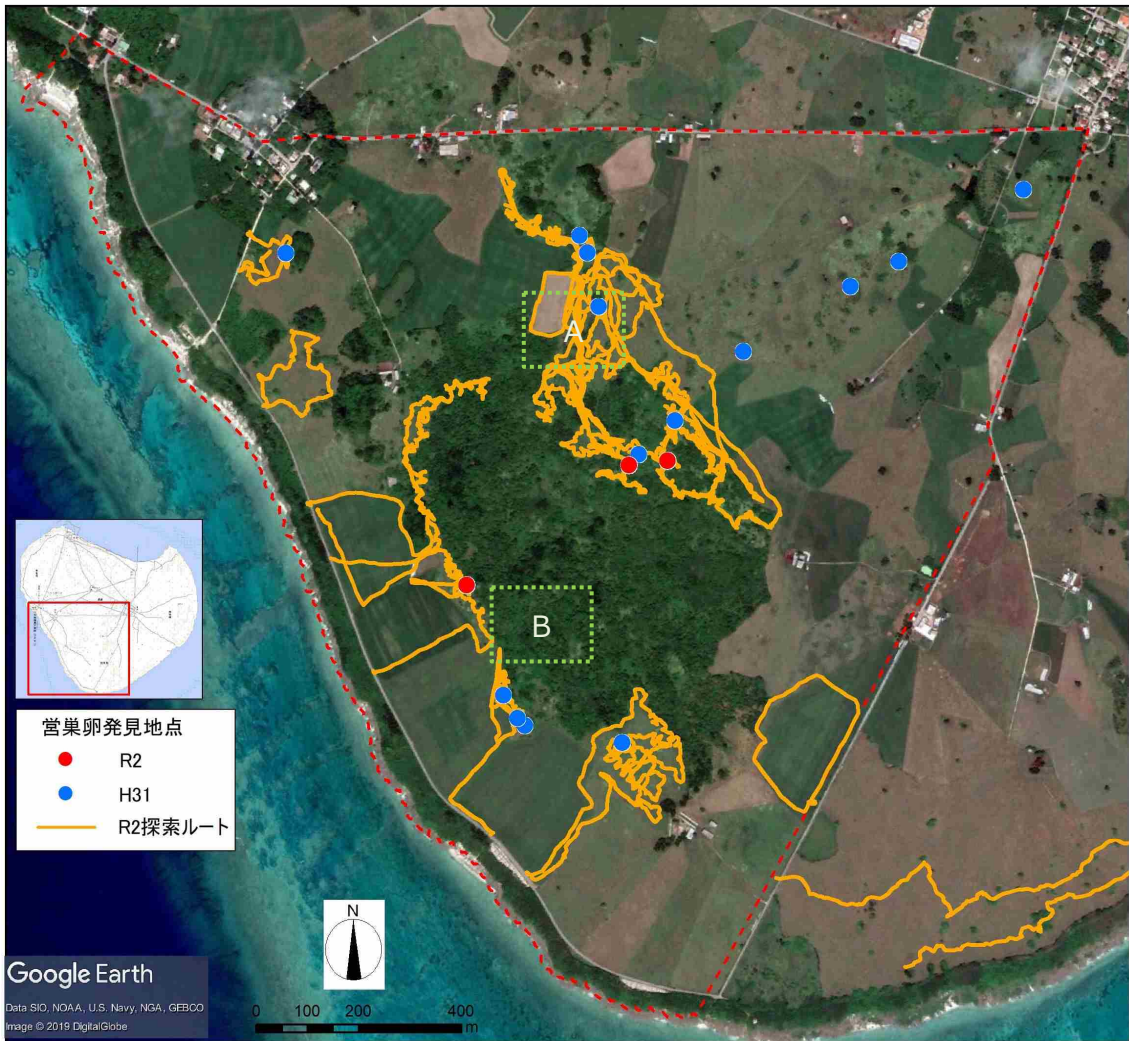 A
B
営巣卵発見地点
R2
H31
R2探索ルート
N
Google Earth
Data SIO, NOAA, U.S. Navy, NGA, GEBCO
Image © 2019 DigitalGlobe
0 100 200 400
m